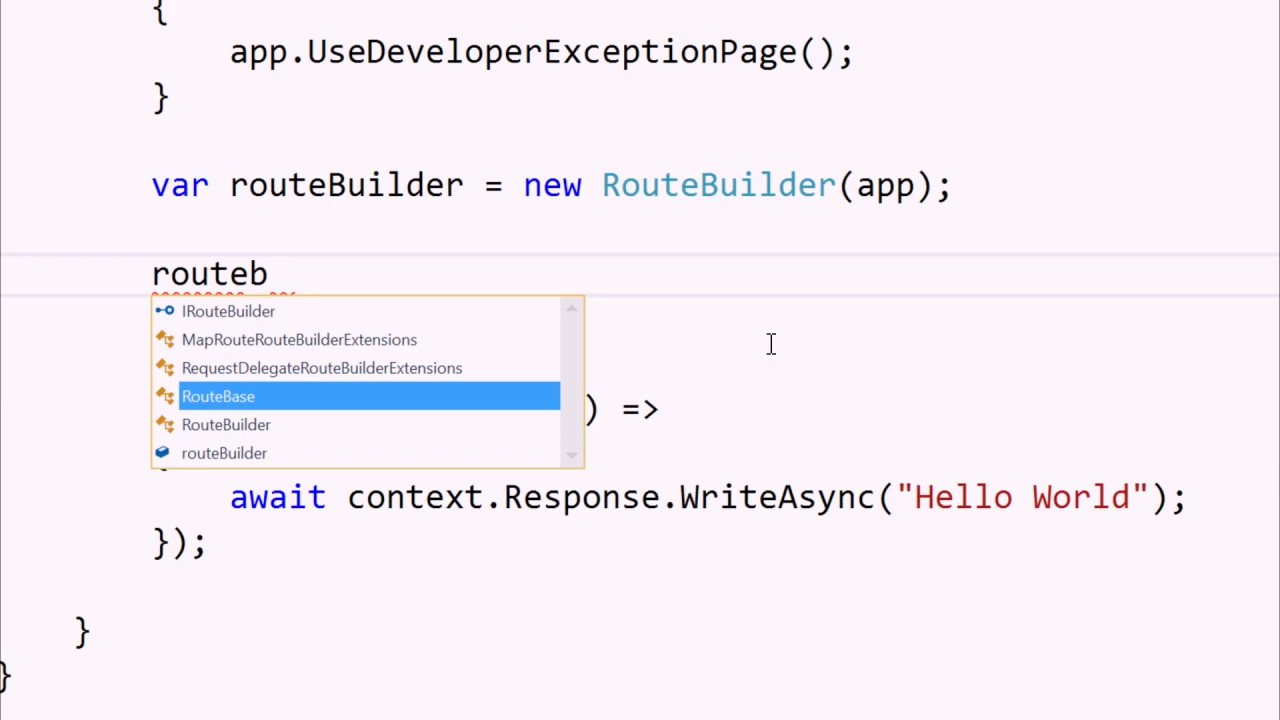 {
app.UseDeveloperExceptionPage();
}
var routeBuilder = new RouteBuilder(app);
routeb
IRouteBuilder
MapRouteRouteBuilderExtensions
RequestDelegateRouteBuilderExtensions
RouteBase
RouteBuilder
routeBuilder
) =>
await context.Response.WriteAsync("Hello World");
});
}
}